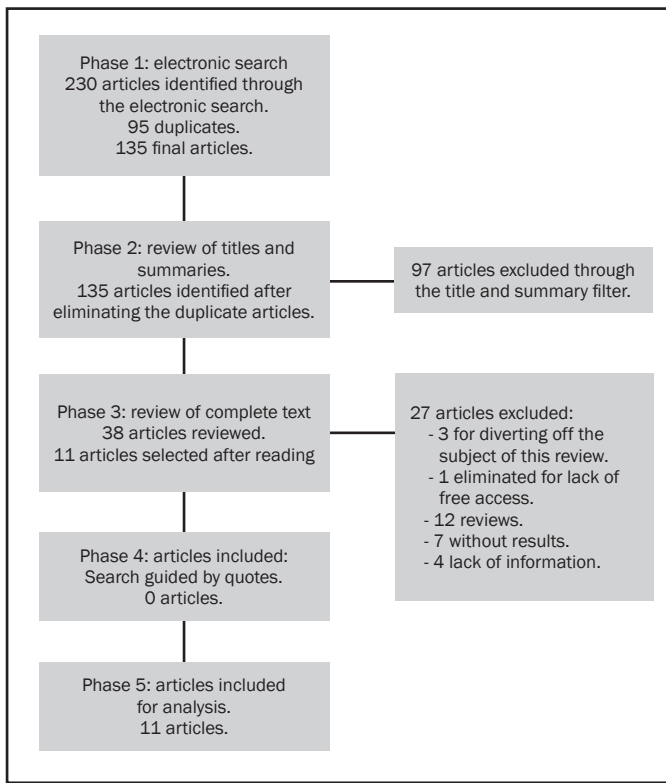 Phase 1: electronic search
230 articles identified through
the electronic search.
95 duplicates.
135 final articles.
Phase 2: review of titles and
summaries.
135 articles identified after
eliminating the duplicate articles.
97 articles excluded through
the title and summary filter.
Phase 3: review of complete text
38 articles reviewed.
11 articles selected after reading
27 articles excluded:
- 3 for diverting off the
subject of this review.
- 1 eliminated for lack of
free access.
- 12 reviews.
- 7 without results.
- 4 lack of information.
Phase 4: articles included:
Search guided by quotes.
0 articles.
Phase 5: articles included
for analysis.
11 articles.